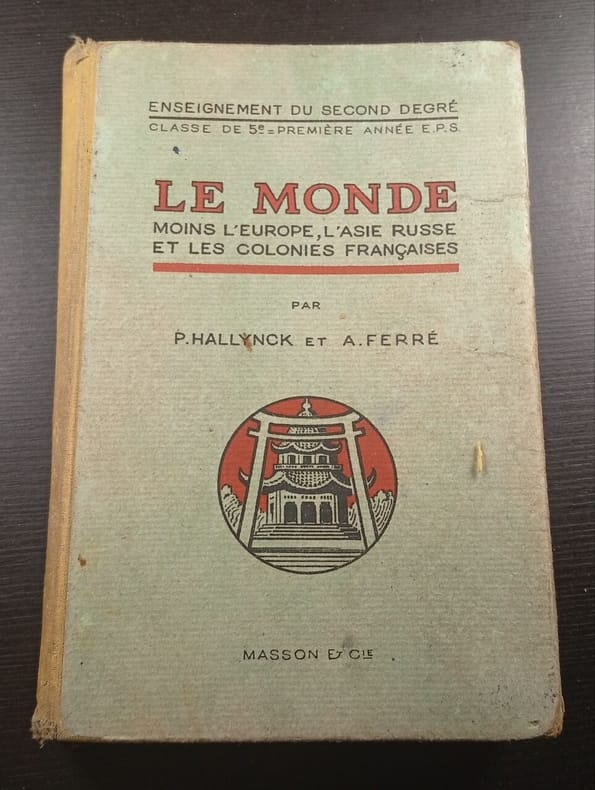 ENSEIGNEMENT DU SECOND DEGRÉ
CLASSE DE 5e=PREMIÈRE ANNÉE E.P.S.
LE MONDE
MOINS L'EUROPE, L'ASIE RUSSE
ET LES COLONIES FRANÇAISES
PAR
P. HALLYNCK ET A. FERRÉ
MASSON & CIE